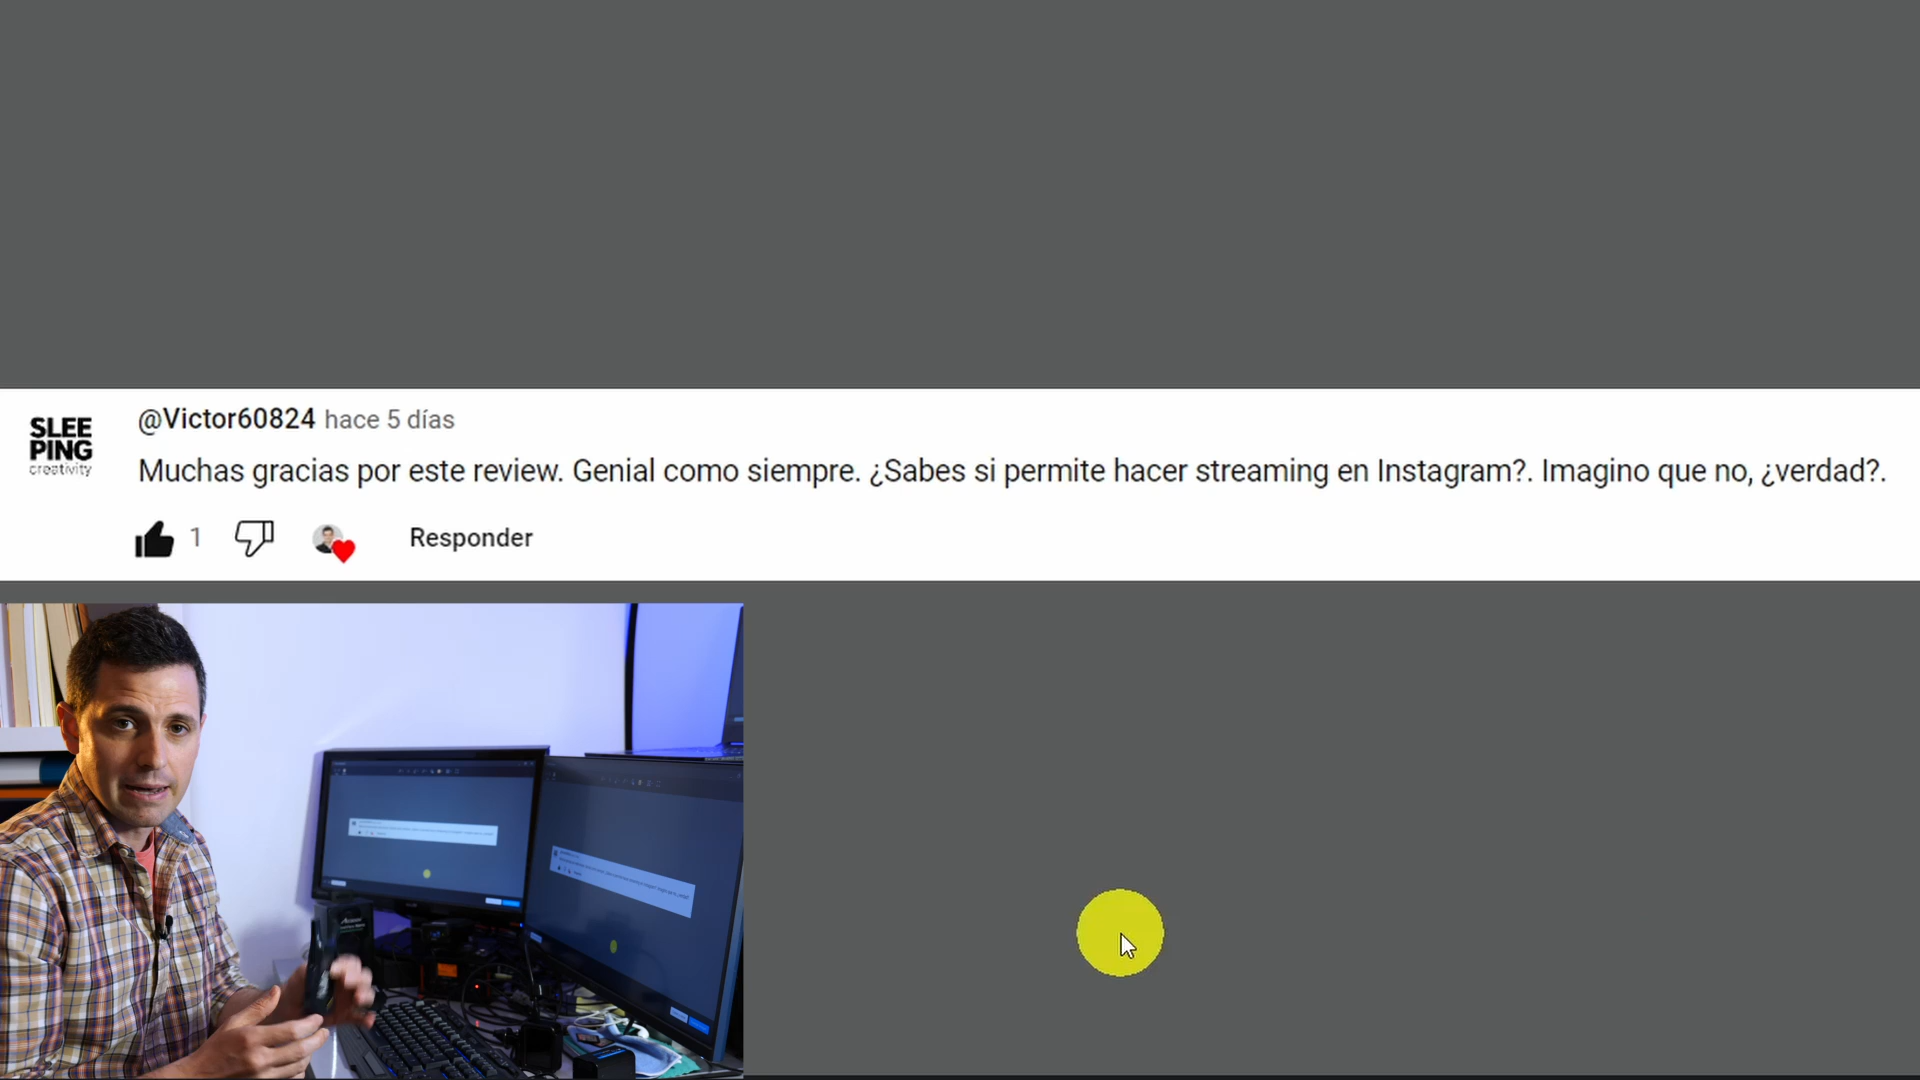 SLEE
PING
creativity
@Victor60824 hace 5 días
Muchas gracias por este review. Genial como siempre. ¿Sabes si permite hacer streaming en Instagram?. Imagino que no, ¿verdad?.
1
Responder